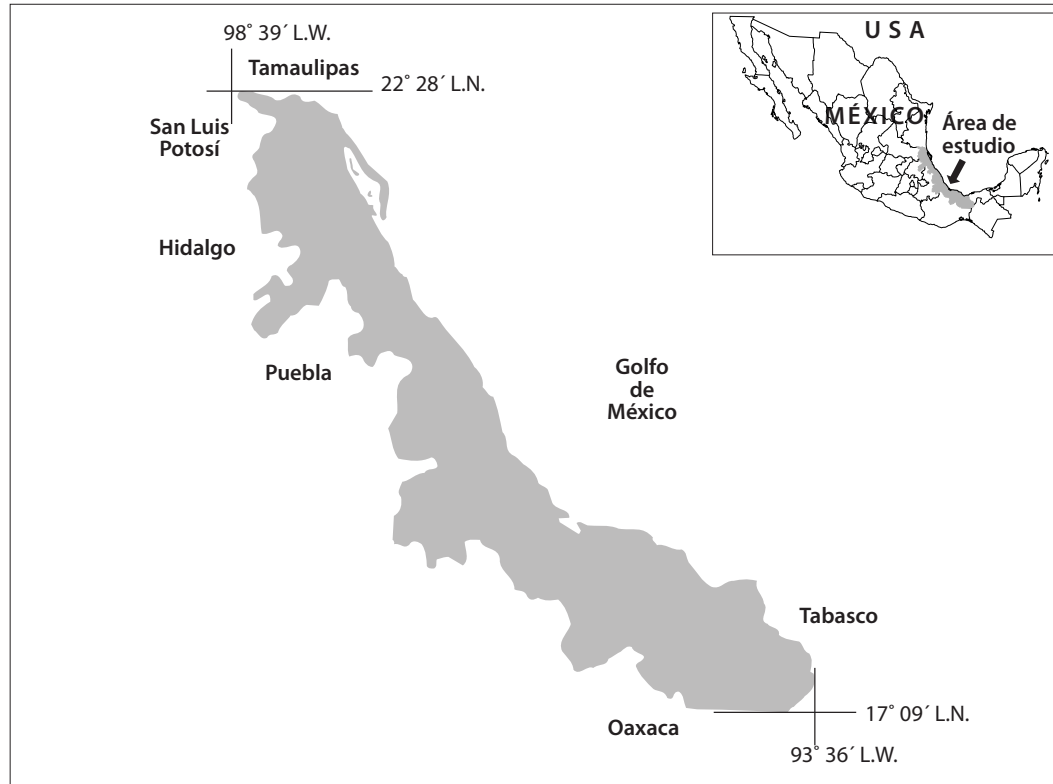 98° 39´ L.W.
Tamaulipas
22° 28´ L.N.
San Luis
Potosí
Hidalgo
Puebla
Golfo
de
México
Tabasco
Oaxaca
17° 09´ L.N.
93° 36´ L.W.
U S A
MÉXICO
Área de
estudio